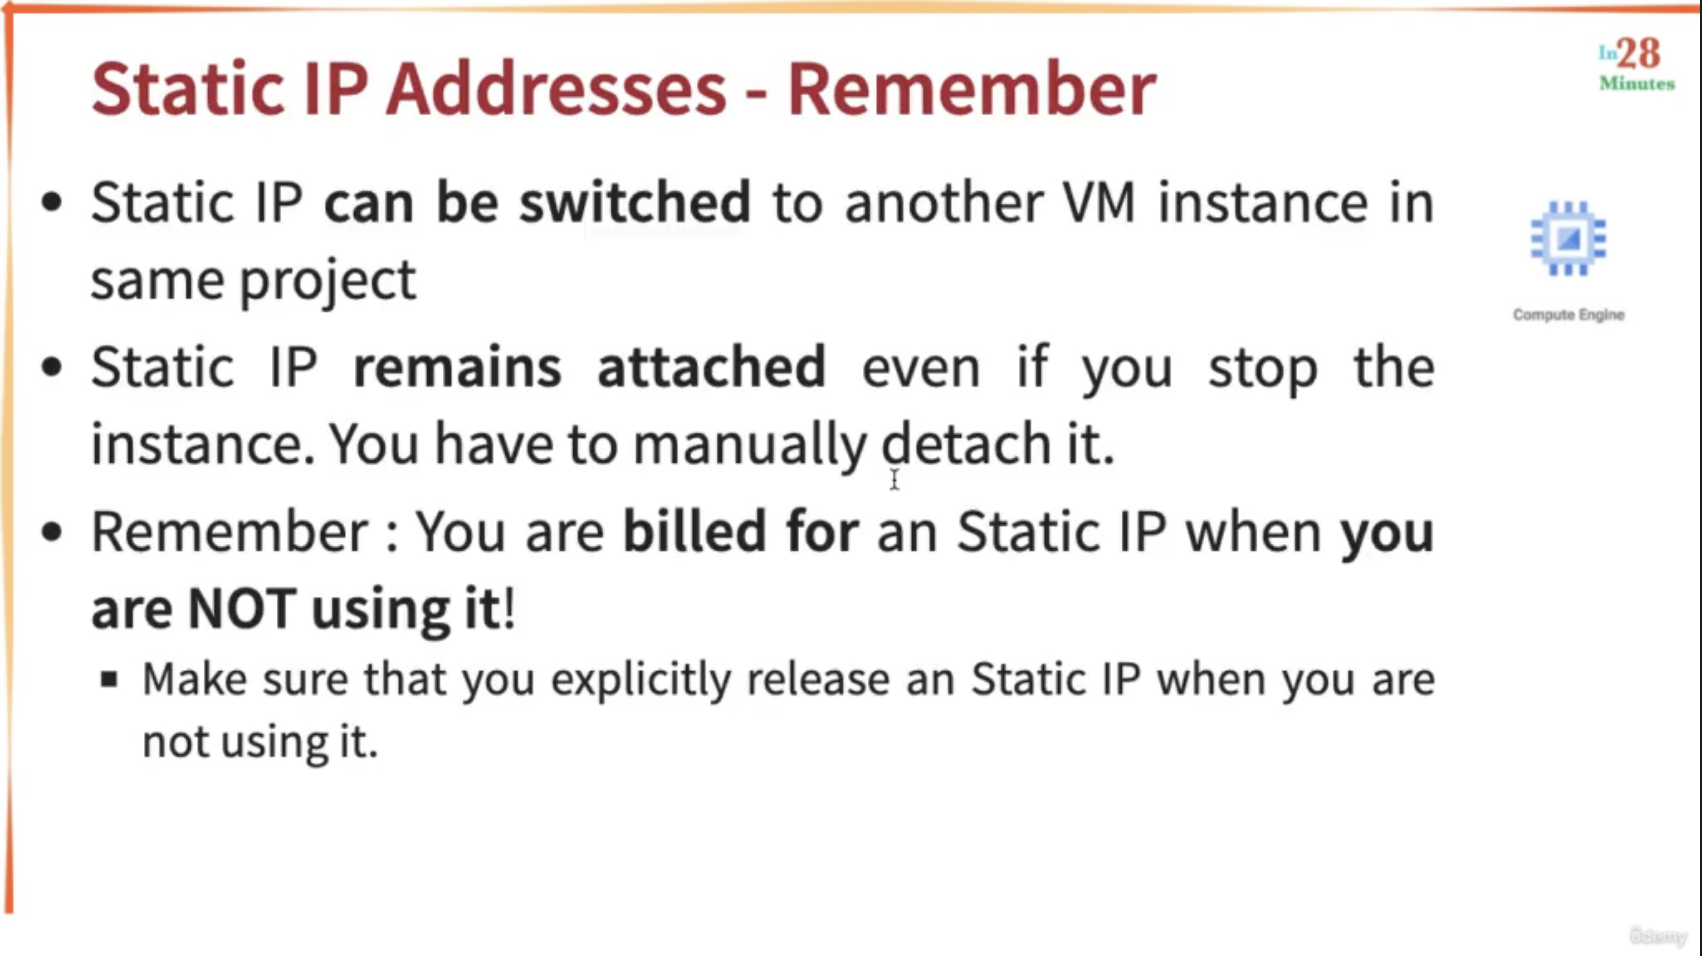 Static IP Addresses - Remember
In28
Minutes
• Static IP can be switched to another VM instance in
same project
Compute Engine
• Static IP remains attached even if you stop the
instance. You have to manually detach it.
• Remember : You are billed for an Static IP when you
are NOT using it!
▪ Make sure that you explicitly release an Static IP when you are
not using it.
ûdemy